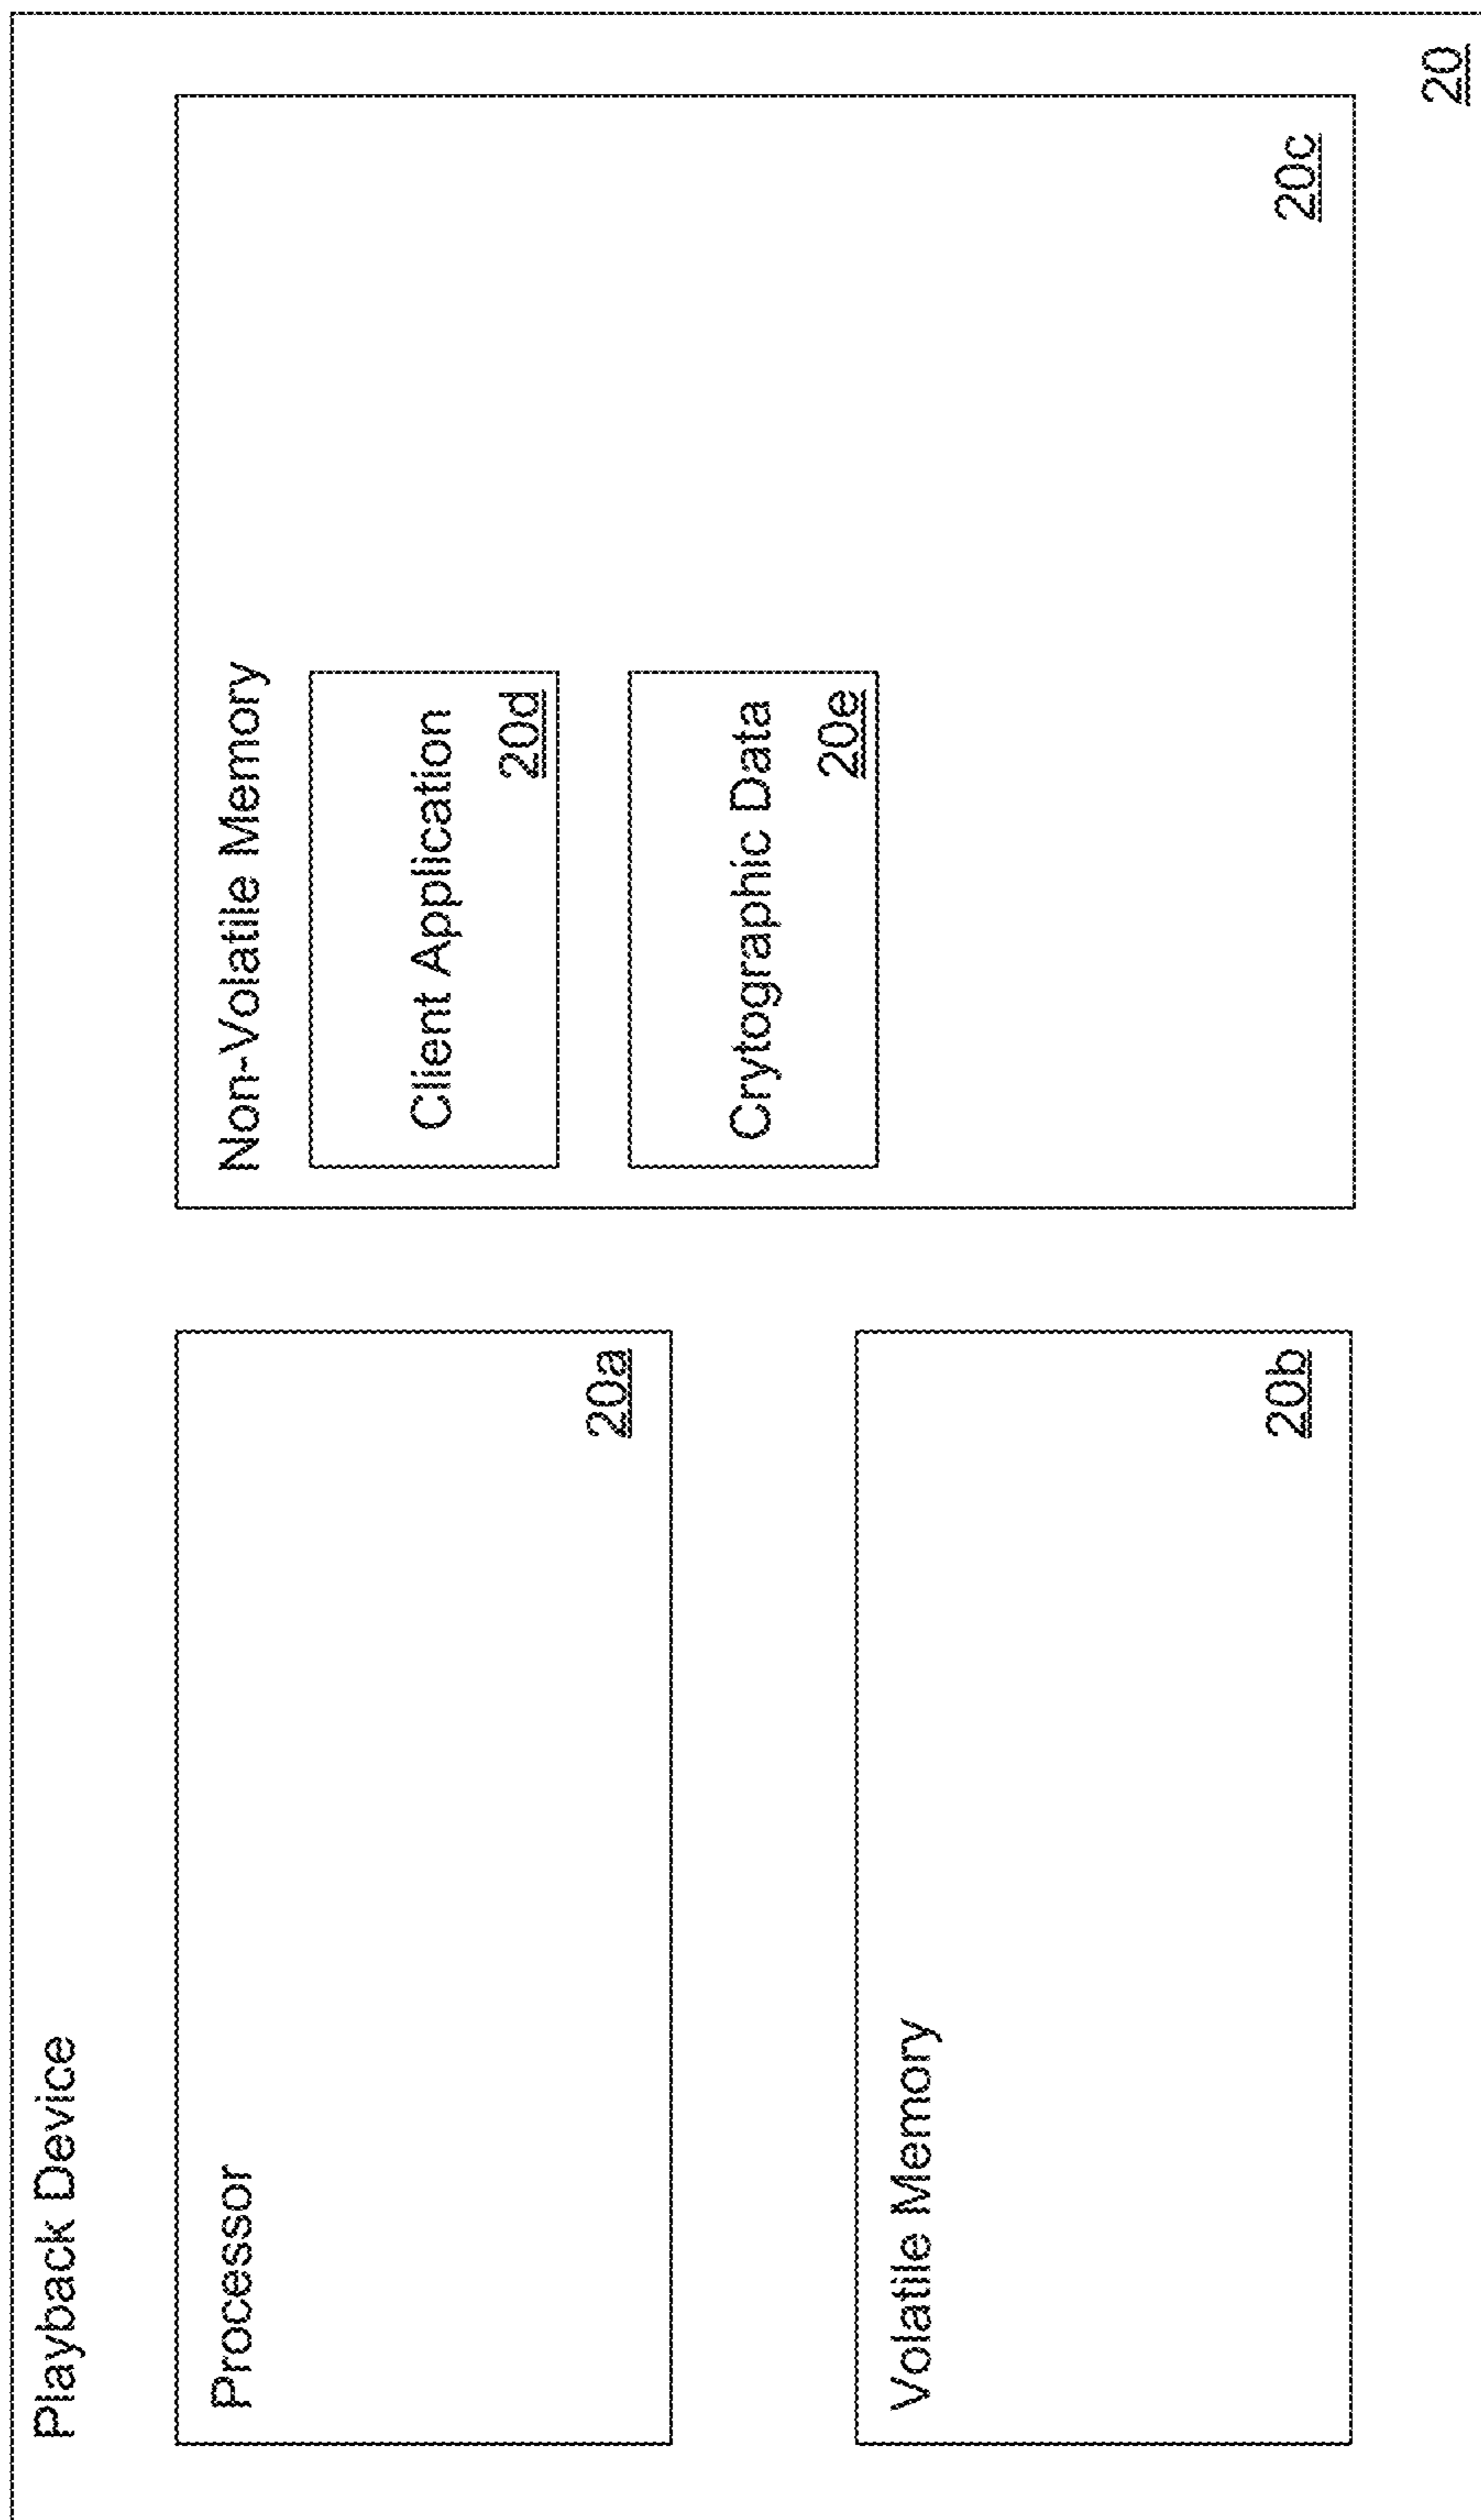 Playback Device
Processor
20a
Volatile Memory
20b
Non-Volatile Memory
Client Application
20d
Crytographic Data
20e
20c
20